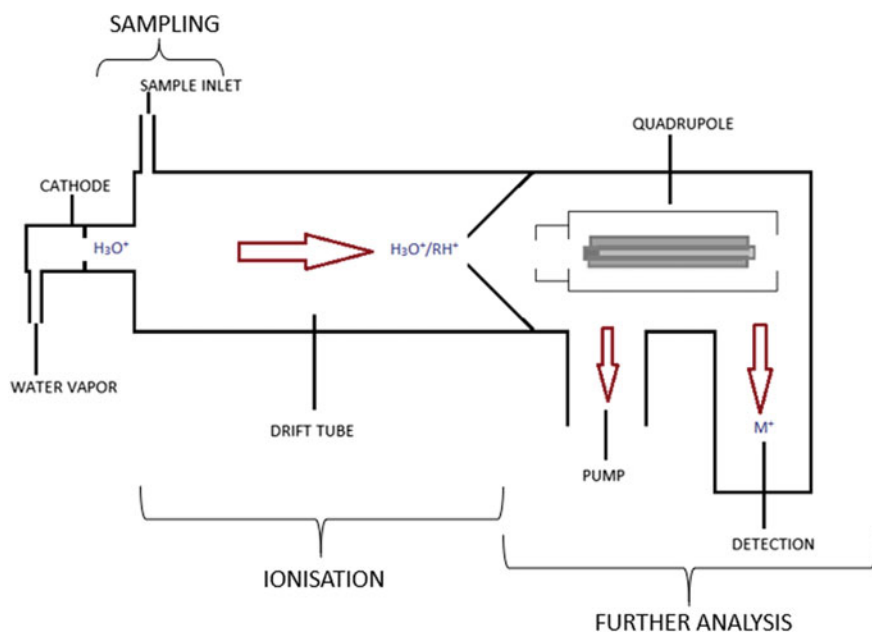 SAMPLING
SAMPLE INLET
QUADRUPOLE
CATHODE
H₃O⁺
H₃O⁺/RH⁺
WATER VAPOR
DRIFT TUBE
M⁺
PUMP
DETECTION
IONISATION
FURTHER ANALYSIS